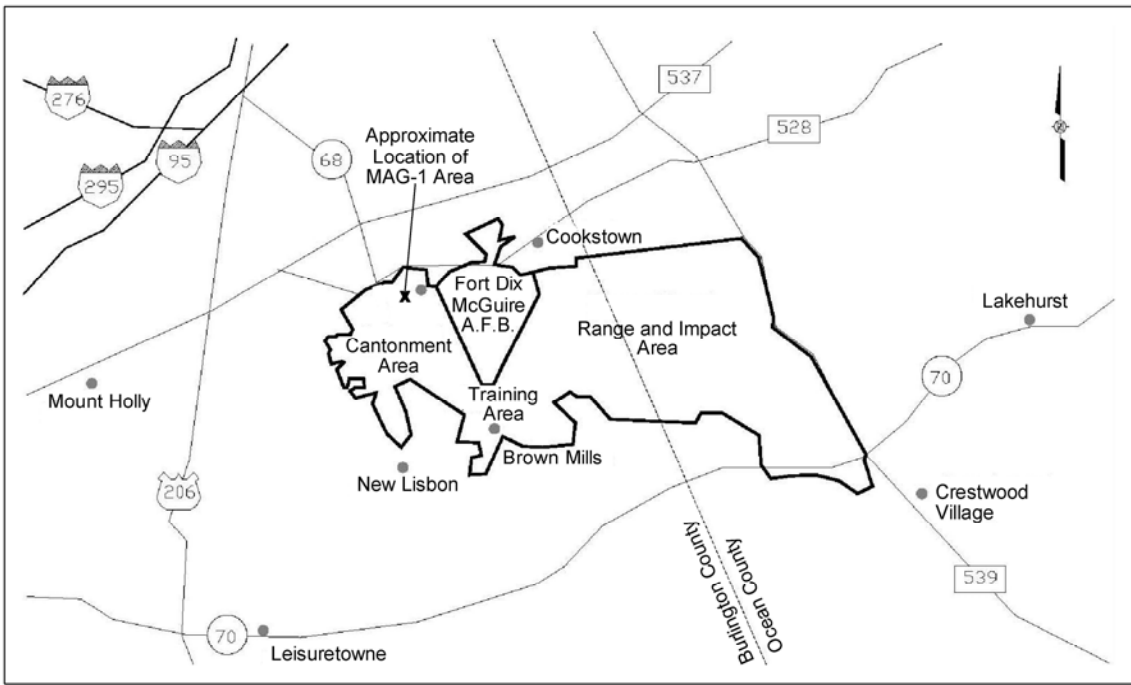 537
276
528
Approximate
Location of
MAG-1 Area
68
95
295
Cookstown
Fort Dix
McGuire
A.F.B.
Lakehurst
Range and Impact
Area
Cantonment
Area
70
Mount Holly
Training
Area
Brown Mills
New Lisbon
206
Crestwood
Village
Burlington County
Ocean County
539
70
Leisuretowne